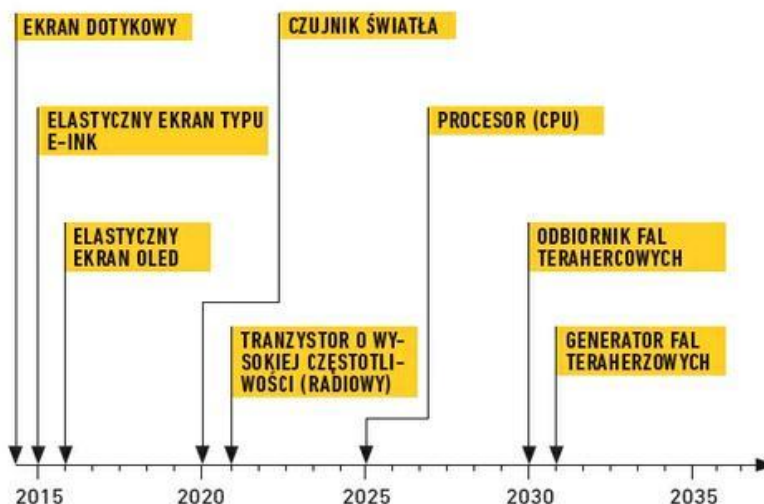 EKRAN DOTYKOWY
CZUJNIK ŚWIATŁA
ELASTYCZNY EKRAN TYPU
E-INK
PROCESOR (CPU)
ELASTYCZNY
EKRAN OLED
ODBIORNIK FAL
TERAHERCOWYCH
TRANZYSTOR O WY-
SOKIEJ CZĘSTOTLI-
WOŚCI (RADIOWY)
GENERATOR FAL
TERAHERZOWYCH
2015 2020 2025 2030 2035